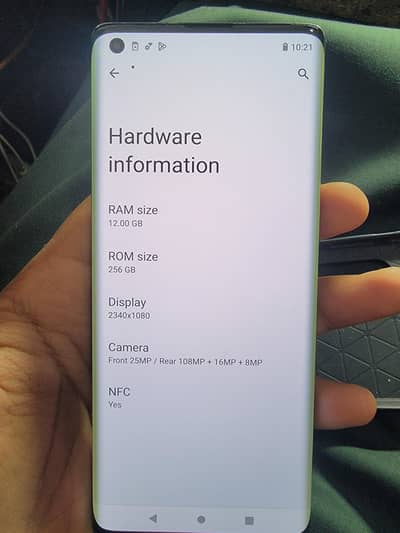 10:21
Hardware
information
RAM size
12.00 GB
ROM size
256 GB
Display
2340x1080
Camera
Front 25MP / Rear 108MP + 16MP + 8MP
NFC
Yes